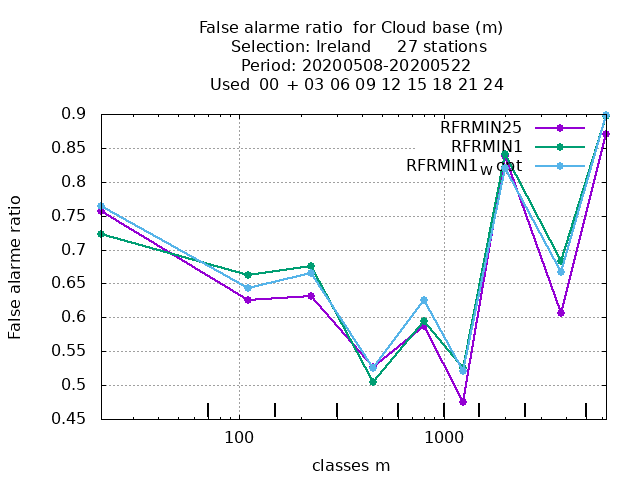 False alarme ratio  for Cloud base (m)
Selection: Ireland     27 stations
Period: 20200508-20200522
Used  00  + 03 06 09 12 15 18 21 24
0.9
0.85
0.8
0.75
0.7
0.65
0.6
0.55
0.5
0.45
False alarme ratio
RFRMIN25
RFRMIN1
RFRMIN1_W opt
100
1000
classes m